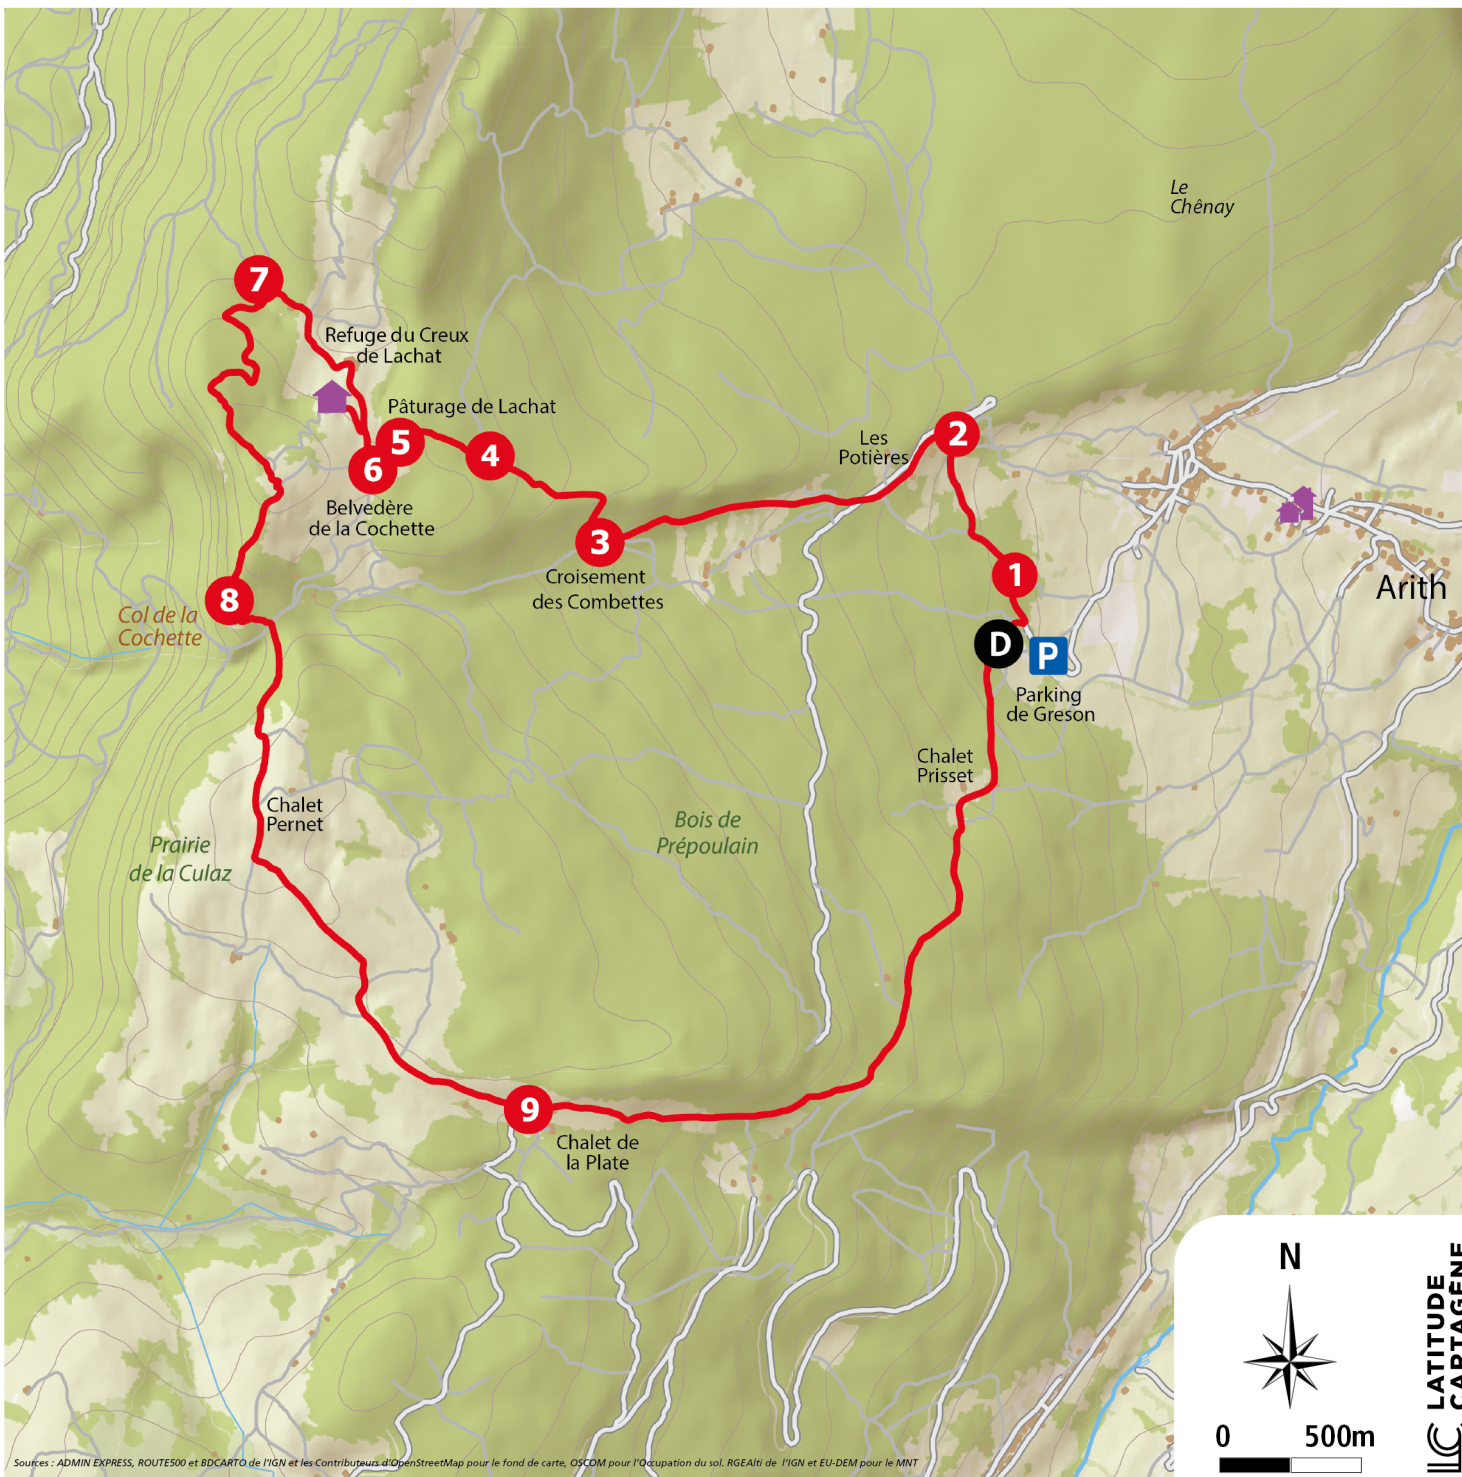 Le
Chênay
7
Refuge du Creux
de Lachat
Pâturage de Lachat
5
4
6
2
Les
Potières
Belvedère
de la Cochette
3
Croisement
des Combettes
1
Arith
8
Col de la
Cochette
D
P
Parking
de Greson
Chalet
Prisset
Chalet
Pernet
Prairie
de la Culaz
Bois de
Prépoulain
9
Chalet de
la Plate
N
0 500m
LC LATITUDE
CARTAGÈNE
Sources : ADMIN EXPRESS, ROUTE500 et BDCARTO de l'IGN et les Contributeurs d'OpenStreetMap pour le fond de carte, OSCOM pour l'Occupation du sol. RGEAlti de l'IGN et EU-DEM pour le MNT